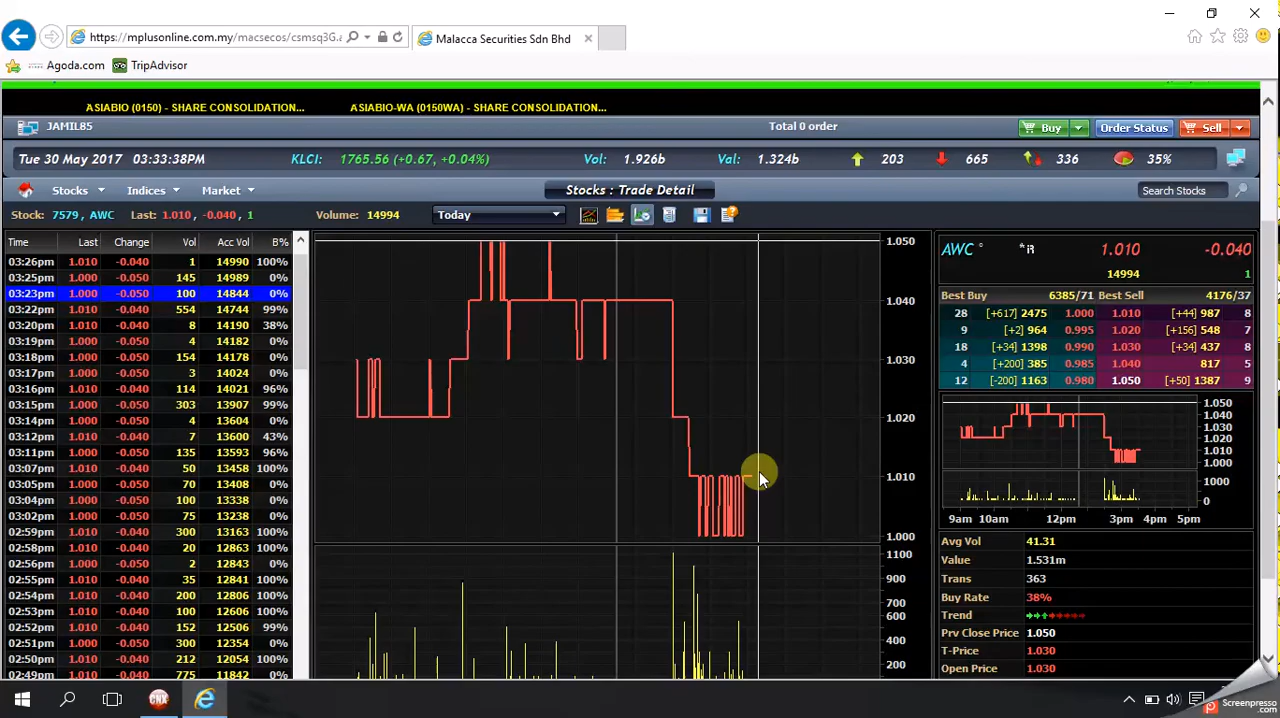 https://mplusonline.com.my/macsecos/csmsq3G.a
Malacca Securities Sdn Bhd
Agoda.com TripAdvisor
ASIABIO (0150) - SHARE CONSOLIDATION... ASIABIO-WA (0150WA) - SHARE CONSOLIDATION...
JAMIL85 Total 0 order Buy Order Status Sell
Tue 30 May 2017 03:33:38PM KLCI: 1765.56 (+0.67, +0.04%) Vol: 1.926b Val: 1.324b 203 665 336 35%
Stocks Indices Market Stocks : Trade Detail Search Stocks
Stock: 7579, AWC Last: 1.010, -0.040, 1 Volume: 14994 Today
Time Last Change Vol Acc Vol B%
03:26pm 1.010 -0.040 1 14990 100%
03:25pm 1.000 -0.050 145 14989 0%
03:23pm 1.000 -0.050 100 14844 0%
03:22pm 1.010 -0.040 554 14744 99%
03:20pm 1.010 -0.040 8 14190 38%
03:19pm 1.000 -0.050 4 14182 0%
03:18pm 1.000 -0.050 154 14178 0%
03:17pm 1.000 -0.050 3 14024 0%
03:16pm 1.010 -0.040 114 14021 96%
03:15pm 1.010 -0.040 303 13907 99%
03:14pm 1.000 -0.050 4 13604 0%
03:12pm 1.010 -0.040 7 13600 43%
03:11pm 1.000 -0.050 135 13593 96%
03:07pm 1.010 -0.040 50 13458 100%
03:05pm 1.000 -0.050 70 13408 0%
03:04pm 1.000 -0.050 100 13338 0%
03:02pm 1.000 -0.050 75 13238 0%
02:59pm 1.010 -0.040 300 13163 100%
02:58pm 1.010 -0.040 20 12863 100%
02:56pm 1.000 -0.050 2 12843 0%
02:55pm 1.010 -0.040 35 12841 100%
02:54pm 1.010 -0.040 200 12806 100%
02:53pm 1.010 -0.040 100 12606 100%
02:52pm 1.010 -0.040 152 12506 99%
02:51pm 1.000 -0.050 300 12354 0%
02:50pm 1.010 -0.040 212 12054 100%
02:49pm 1.010 -0.040 775 11842 0%
1.050
1.040
1.030
1.020
1.010
1.000
1100
900
700
600
400
200
AWC 1.010 -0.040
14994 1
Best Buy 6385/71 Best Sell 4176/37
28 [+617] 2475 1.000 1.010 [+44] 987 8
9 [+2] 964 0.995 1.020 [+156] 548 7
18 [+34] 1398 0.990 1.030 [+34] 437 8
4 [+200] 385 0.985 1.040 817 5
12 [-200] 1163 0.980 1.050 [+50] 1387 9
1.050
1.040
1.030
1.020
1.010
1.000
1000
0
9am 10am 12pm 3pm 4pm 5pm
Avg Vol 41.31
Value 1.531m
Trans 363
Buy Rate 38%
Trend
Prv Close Price 1.050
T-Price 1.030
Open Price 1.030
Screenpresso
.com